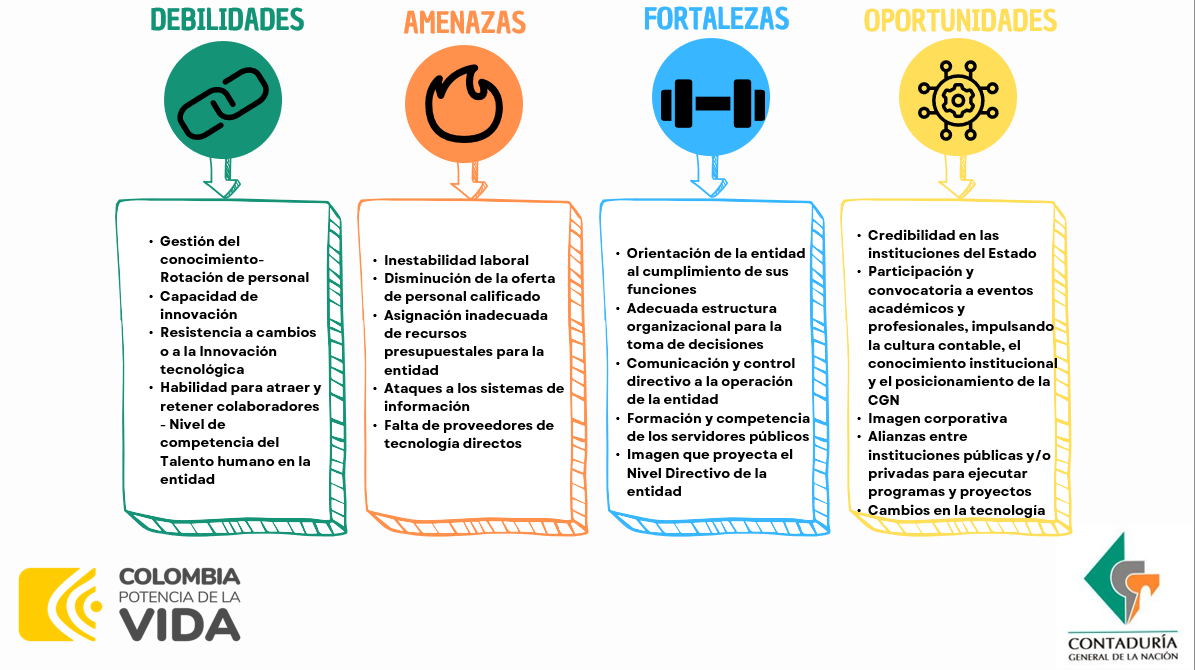 DEBILIDADES
• Gestión del
conocimiento-
Rotación de personal
• Capacidad de
innovación
• Resistencia a cambios
o a la Innovación
tecnológica
• Habilidad para atraer y
retener colaboradores
- Nivel de
competencia del
Talento humano en la
entidad
AMENAZAS
• Inestabilidad laboral
• Disminución de la oferta
de personal calificado
• Asignación inadecuada
de recursos
presupuestales para la
entidad
• Ataques a los sistemas de
información
• Falta de proveedores de
tecnología directos
FORTALEZAS
• Orientación de la entidad
al cumplimiento de sus
funciones
• Adecuada estructura
organizacional para la
toma de decisiones
• Comunicación y control
directivo a la operación
de la entidad
• Formación y competencia
de los servidores públicos
• Imagen que proyecta el
Nivel Directivo de la
entidad
OPORTUNIDADES
• Credibilidad en las
instituciones del Estado
• Participación y
convocatoria a eventos
académicos y
profesionales, impulsando
la cultura contable, el
conocimiento institucional
y el posicionamiento de la
CGN
• Imagen corporativa
• Alianzas entre
instituciones públicas y/o
privadas para ejecutar
programas y proyectos
• Cambios en la tecnología
COLOMBIA
POTENCIA DE LA
VIDA
CONTADURÍA
GENERAL DE LA NACIÓN